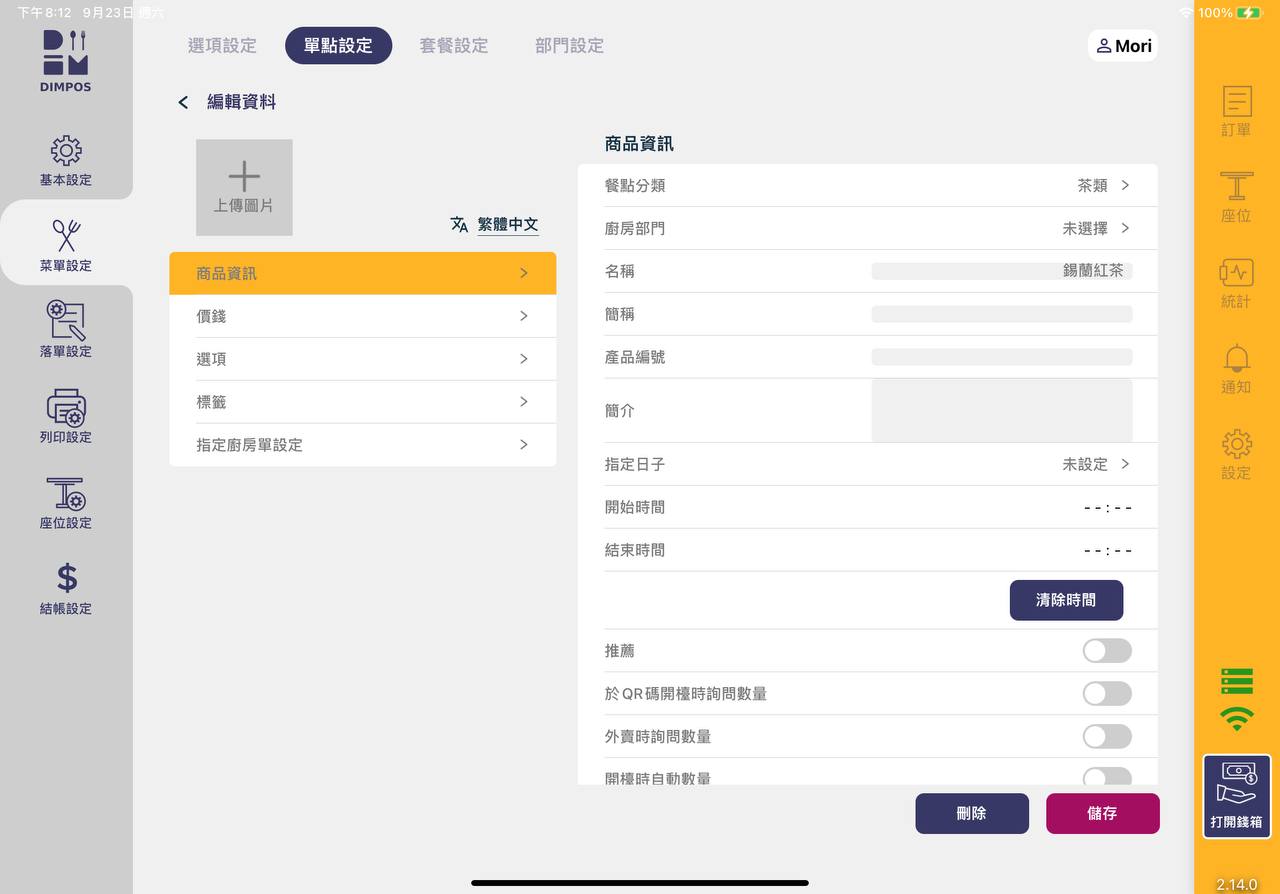 下午8:12 9月23日 週六
100%
DIMPOS
選項設定
單點設定
套餐設定
部門設定
Mori
編輯資料
基本設定
菜單設定
落單設定
列印設定
座位設定
$
結帳設定
上傳圖片
繁體中文
商品資訊
價錢
選項
標籤
指定廚房單設定
商品資訊
餐點分類 茶類
廚房部門 未選擇
名稱 錫蘭紅茶
簡稱
產品編號
簡介
指定日子 未設定
開始時間 --:--
結束時間 --:--
清除時間
推薦
於QR碼開檯時詢問數量
外賣時詢問數量
開檯時自動數量
刪除
儲存
訂單
座位
統計
通知
設定
打開錢箱
2.14.0